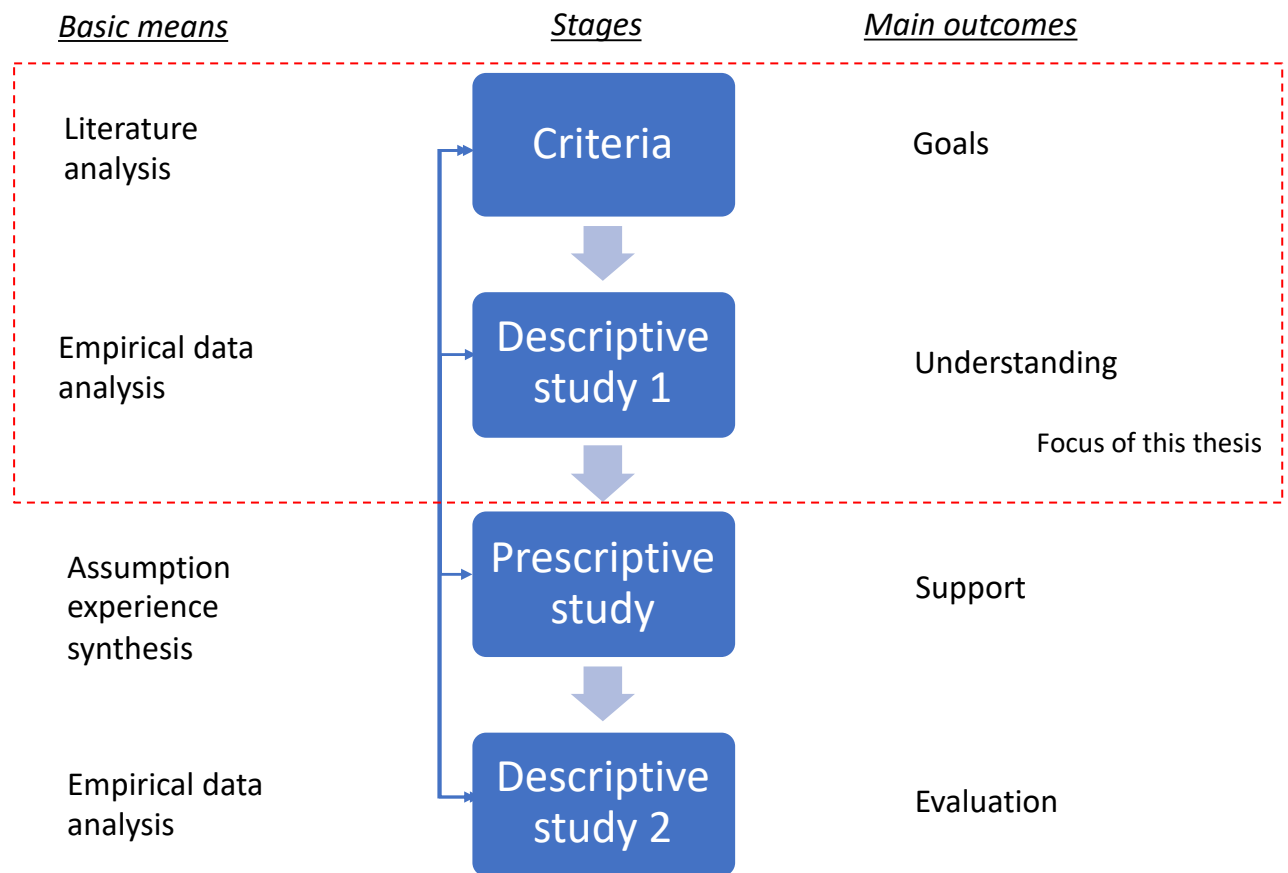 Basic means
Stages
Main outcomes
Literature
analysis
Criteria
Goals
Empirical data
analysis
Descriptive
study 1
Understanding
Focus of this thesis
Assumption
experience
synthesis
Prescriptive
study
Support
Empirical data
analysis
Descriptive
study 2
Evaluation